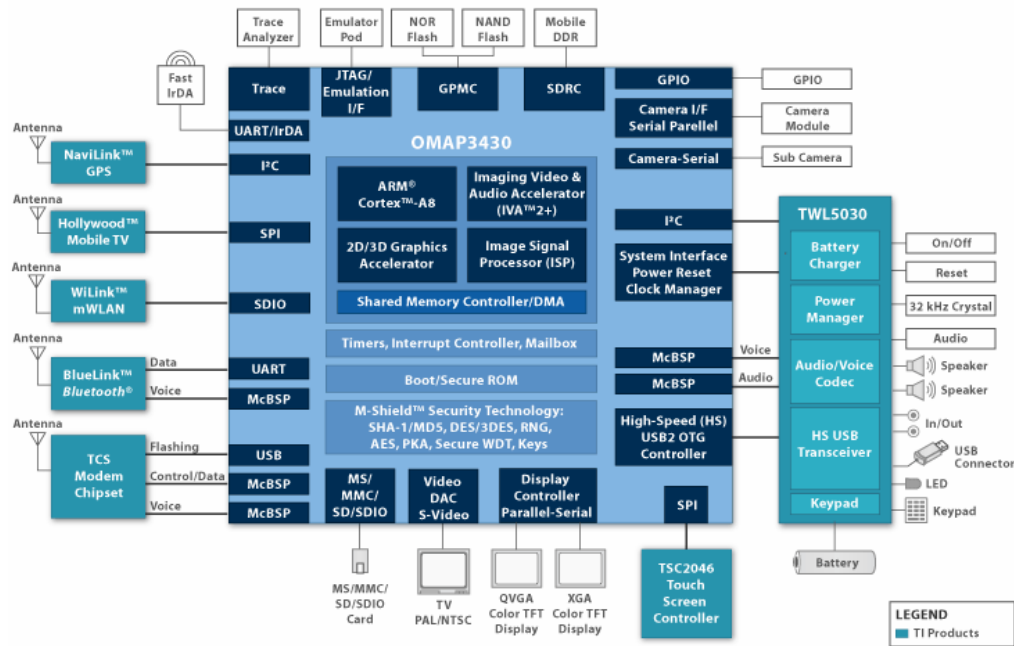 Trace
Analyzer
Emulator
Pod
NOR
Flash
NAND
Flash
Mobile
DDR
Fast
IrDA
Trace
JTAG/
Emulation
I/F
GPMC
SDRC
GPIO
GPIO
Camera I/F
Serial Parellel
Camera
Module
Camera-Serial
Sub Camera
UART/IrDA
OMAP3430
Antenna
NaviLink™
GPS
I²C
ARM®
Cortex™-A8
Imaging Video &
Audio Accelerator
(IVA™2+)
2D/3D Graphics
Accelerator
Image Signal
Processor (ISP)
Shared Memory Controller/DMA
Antenna
Hollywood™
Mobile TV
SPI
Antenna
WiLink™
mWLAN
SDIO
Timers, Interrupt Controller, Mailbox
Boot/Secure ROM
M-Shield™ Security Technology:
SHA-1/MD5, DES/3DES, RNG,
AES, PKA, Secure WDT, Keys
Antenna
BlueLink™
Bluetooth®
Data
Voice
UART
McBSP
Antenna
TCS
Modem
Chipset
Flashing
Control/Data
Voice
USB
McBSP
McBSP
I²C
System Interface
Power Reset
Clock Manager
McBSP
McBSP
Voice
Audio
High-Speed (HS)
USB2 OTG
Controller
TWL5030
Battery
Charger
Power
Manager
Audio/Voice
Codec
HS USB
Transceiver
Keypad
On/Off
Reset
32 kHz Crystal
Audio
Speaker
Speaker
In/Out
USB
Connector
LED
Keypad
Battery
MS/
MMC/
SD/SDIO
Video
DAC
S-Video
Display
Controller
Parallel-Serial
SPI
MS/MMC/
SD/SDIO
Card
TV
PAL/NTSC
QVGA
Color TFT
Display
XGA
Color TFT
Display
TSC2046
Touch
Screen
Controller
LEGEND
TI Products